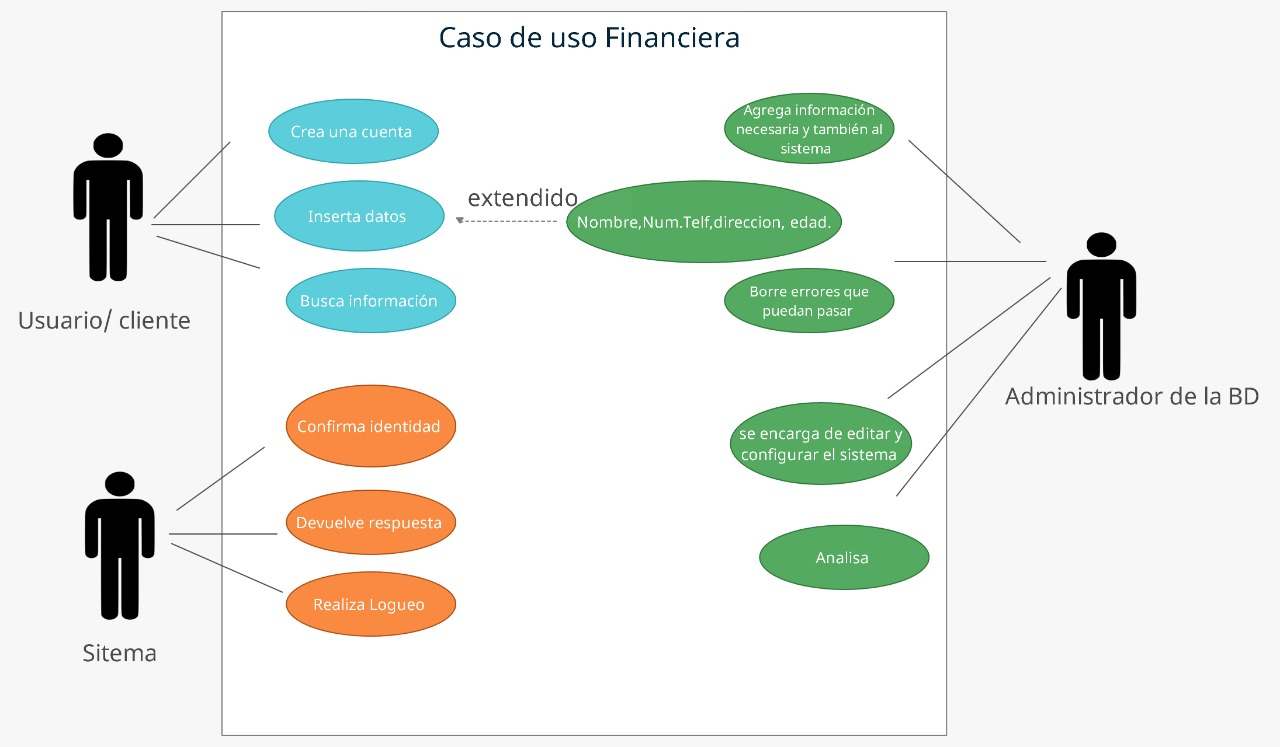 Caso de uso Financiera
Crea una cuenta
Inserta datos
Busca información
Usuario/ cliente
extendido
Agrega información
necesaria y también al
sistema
Nombre,Num.Telf,direccion, edad.
Borre errores que
puedan pasar
Administrador de la BD
Confirma identidad
Devuelve respuesta
Realiza Logueo
Sitema
se encarga de editar y
configurar el sistema
Analisa